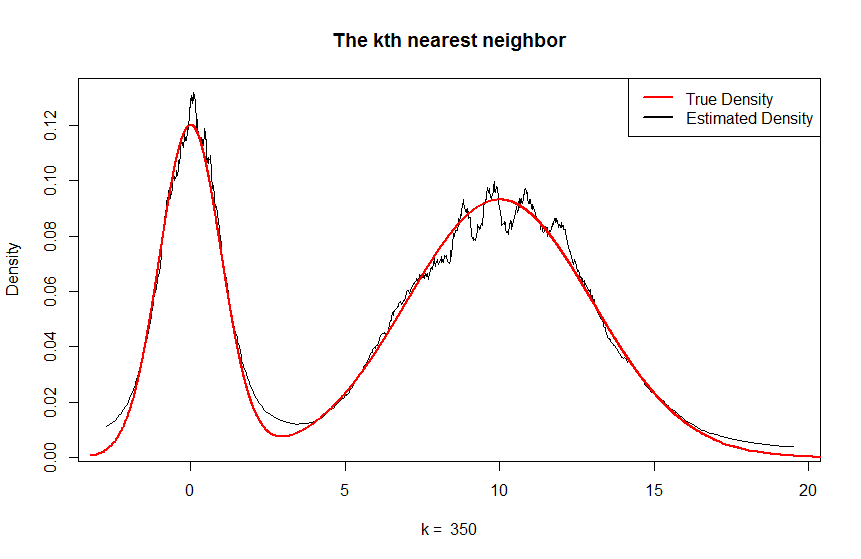 The kth nearest neighbor
True Density
Estimated Density
Density
0.12
0.10
0.08
0.06
0.04
0.02
0.00
0 5 10 15 20
k = 350